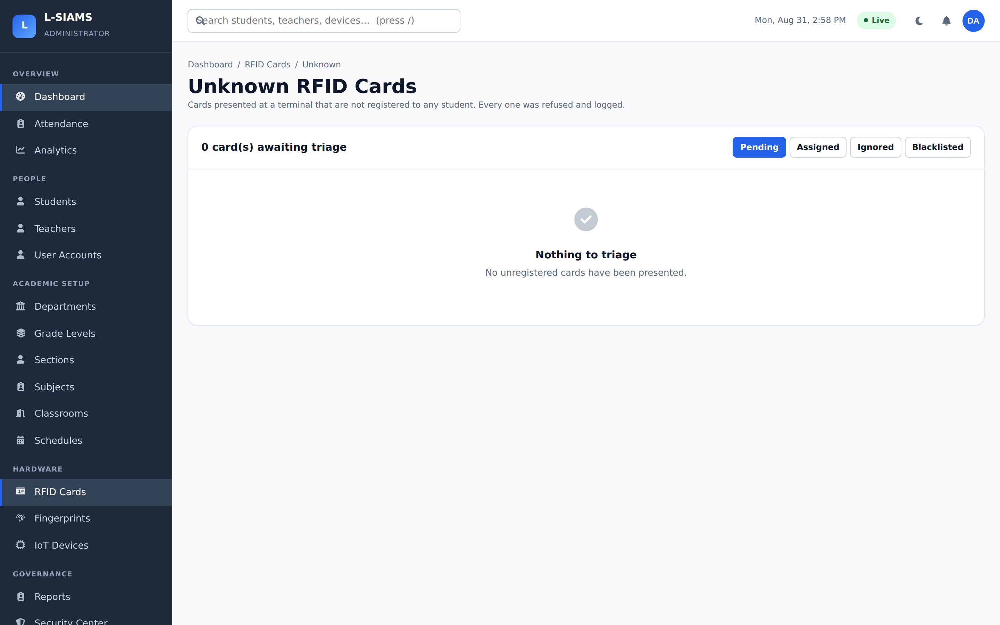 L
L-SIAMS
ADMINISTRATOR
OVERVIEW
Dashboard
Attendance
Analytics
PEOPLE
Students
Teachers
User Accounts
ACADEMIC SETUP
Departments
Grade Levels
Sections
Subjects
Classrooms
Schedules
HARDWARE
RFID Cards
Fingerprints
IoT Devices
GOVERNANCE
Reports
Security Center
Search students, teachers, devices... (press /)
Mon, Aug 31, 2:58 PM
Live
DA
Dashboard / RFID Cards / Unknown
Unknown RFID Cards
Cards presented at a terminal that are not registered to any student. Every one was refused and logged.
0 card(s) awaiting triage
Pending
Assigned
Ignored
Blacklisted
Nothing to triage
No unregistered cards have been presented.